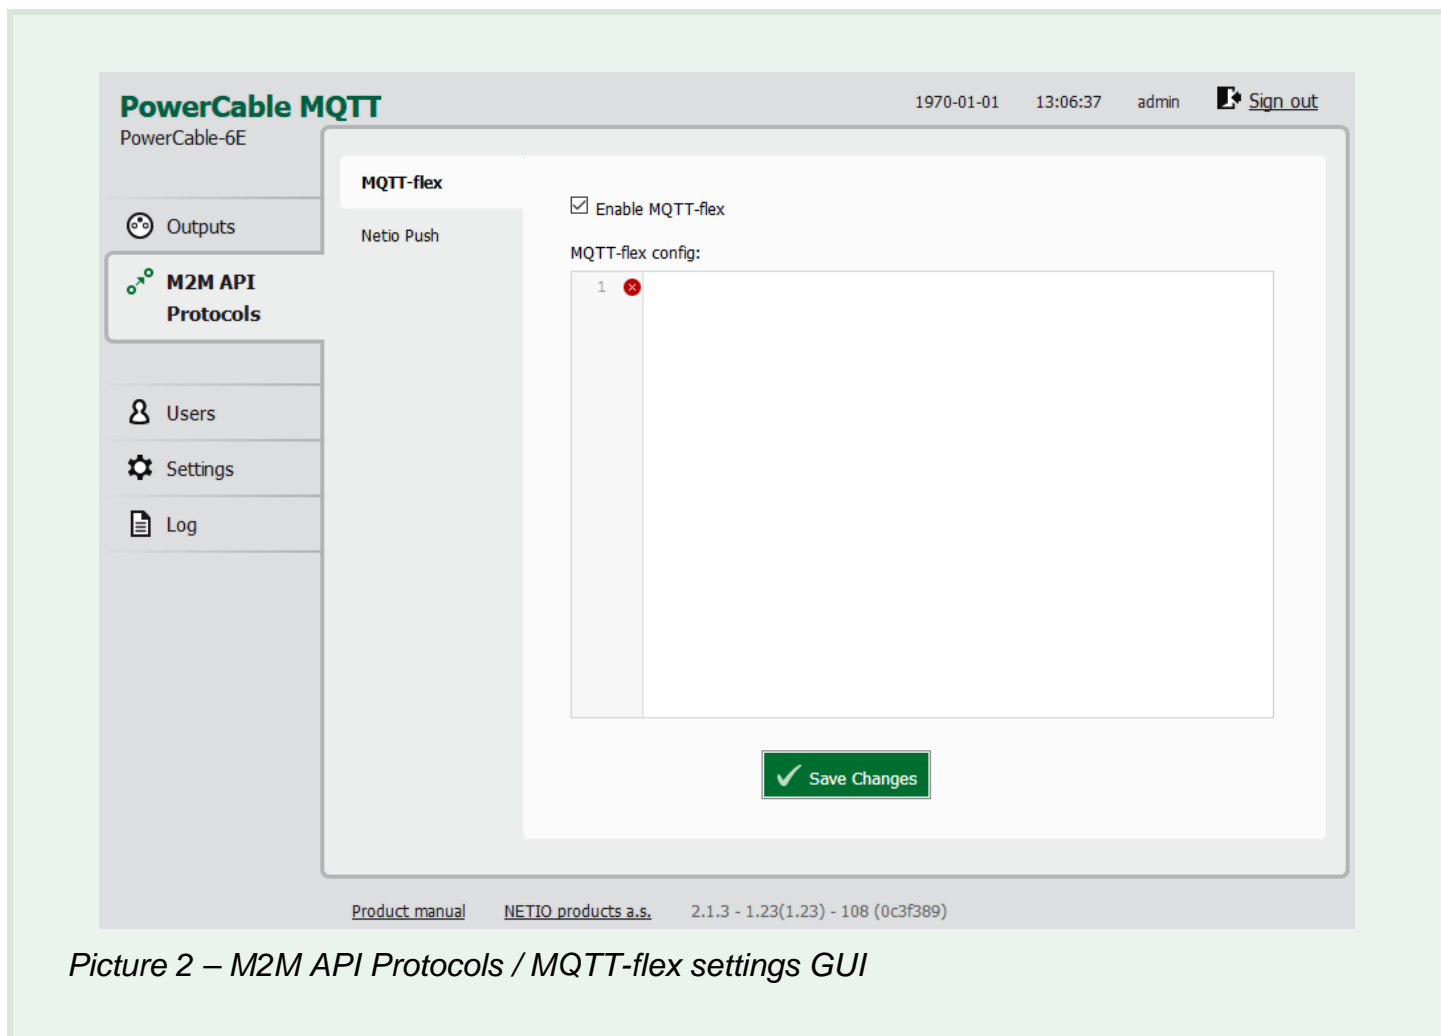 PowerCable MQTT
PowerCable-6E
1970-01-01 13:06:37 admin Sign out
Outputs
M2M API
Protocols
Users
Settings
Log
MQTT-flex
Netio Push
Enable MQTT-flex
MQTT-flex config:
1
Save Changes
Product manual NETIO products a.s. 2.1.3 - 1.23(1.23) - 108 (0c3f389)
Picture 2 – M2M API Protocols / MQTT-flex settings GUI